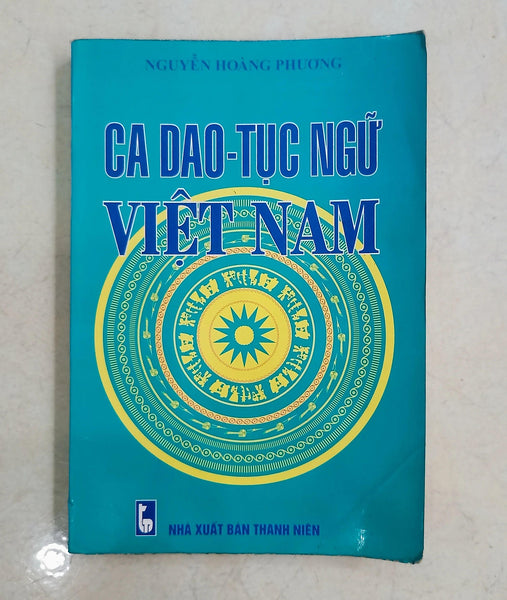 NGUYỄN HOÀNG PHƯƠNG
CA DAO-TỤC NGỮ
VIỆT NAM
NHÀ XUẤT BẢN THANH NIÊN